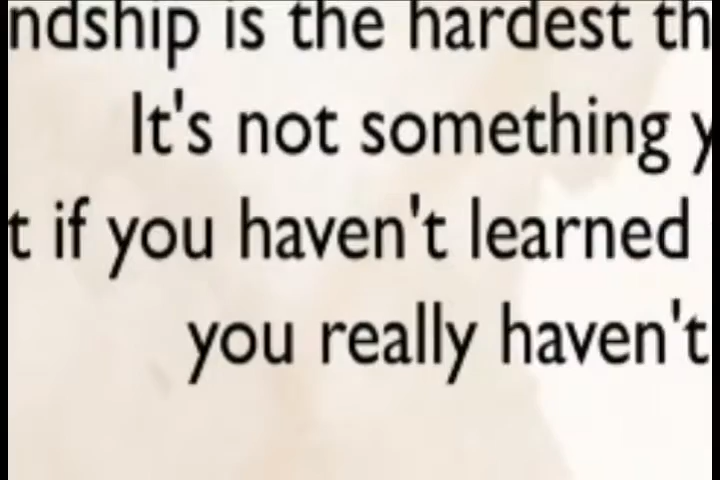 ndship is the hardest th
It's not something y
t if you haven't learned
you really haven't